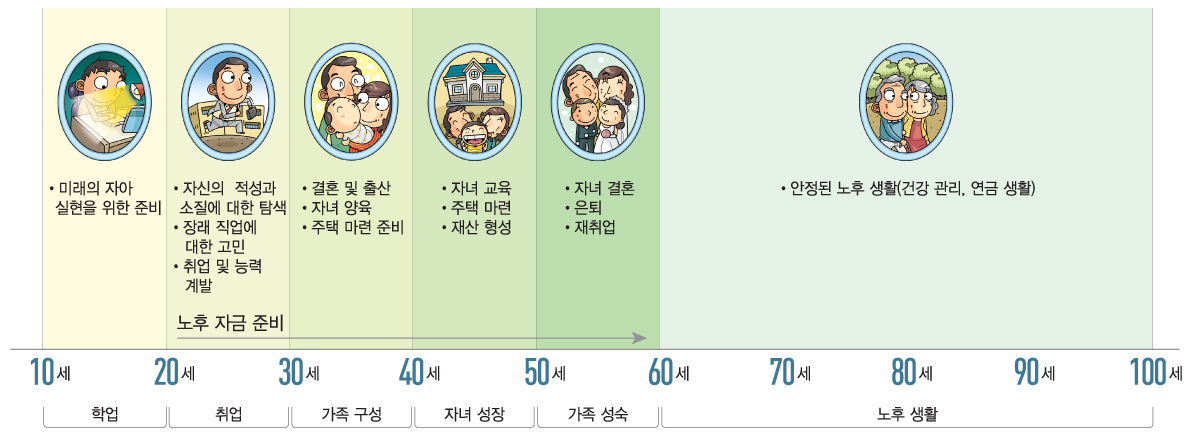 • 미래의 자아
실현을 위한 준비
• 자신의 적성과
소질에 대한 탐색
• 장래 직업에
대한 고민
• 취업 및 능력
계발
• 결혼 및 출산
• 자녀 양육
• 주택 마련 준비
• 자녀 교육
• 주택 마련
• 재산 형성
• 자녀 결혼
• 은퇴
• 재취업
• 안정된 노후 생활(건강 관리, 연금 생활)
노후 자금 준비
10세 20세 30세 40세 50세 60세 70세 80세 90세 100세
학업 취업 가족 구성 자녀 성장 가족 성숙 노후 생활